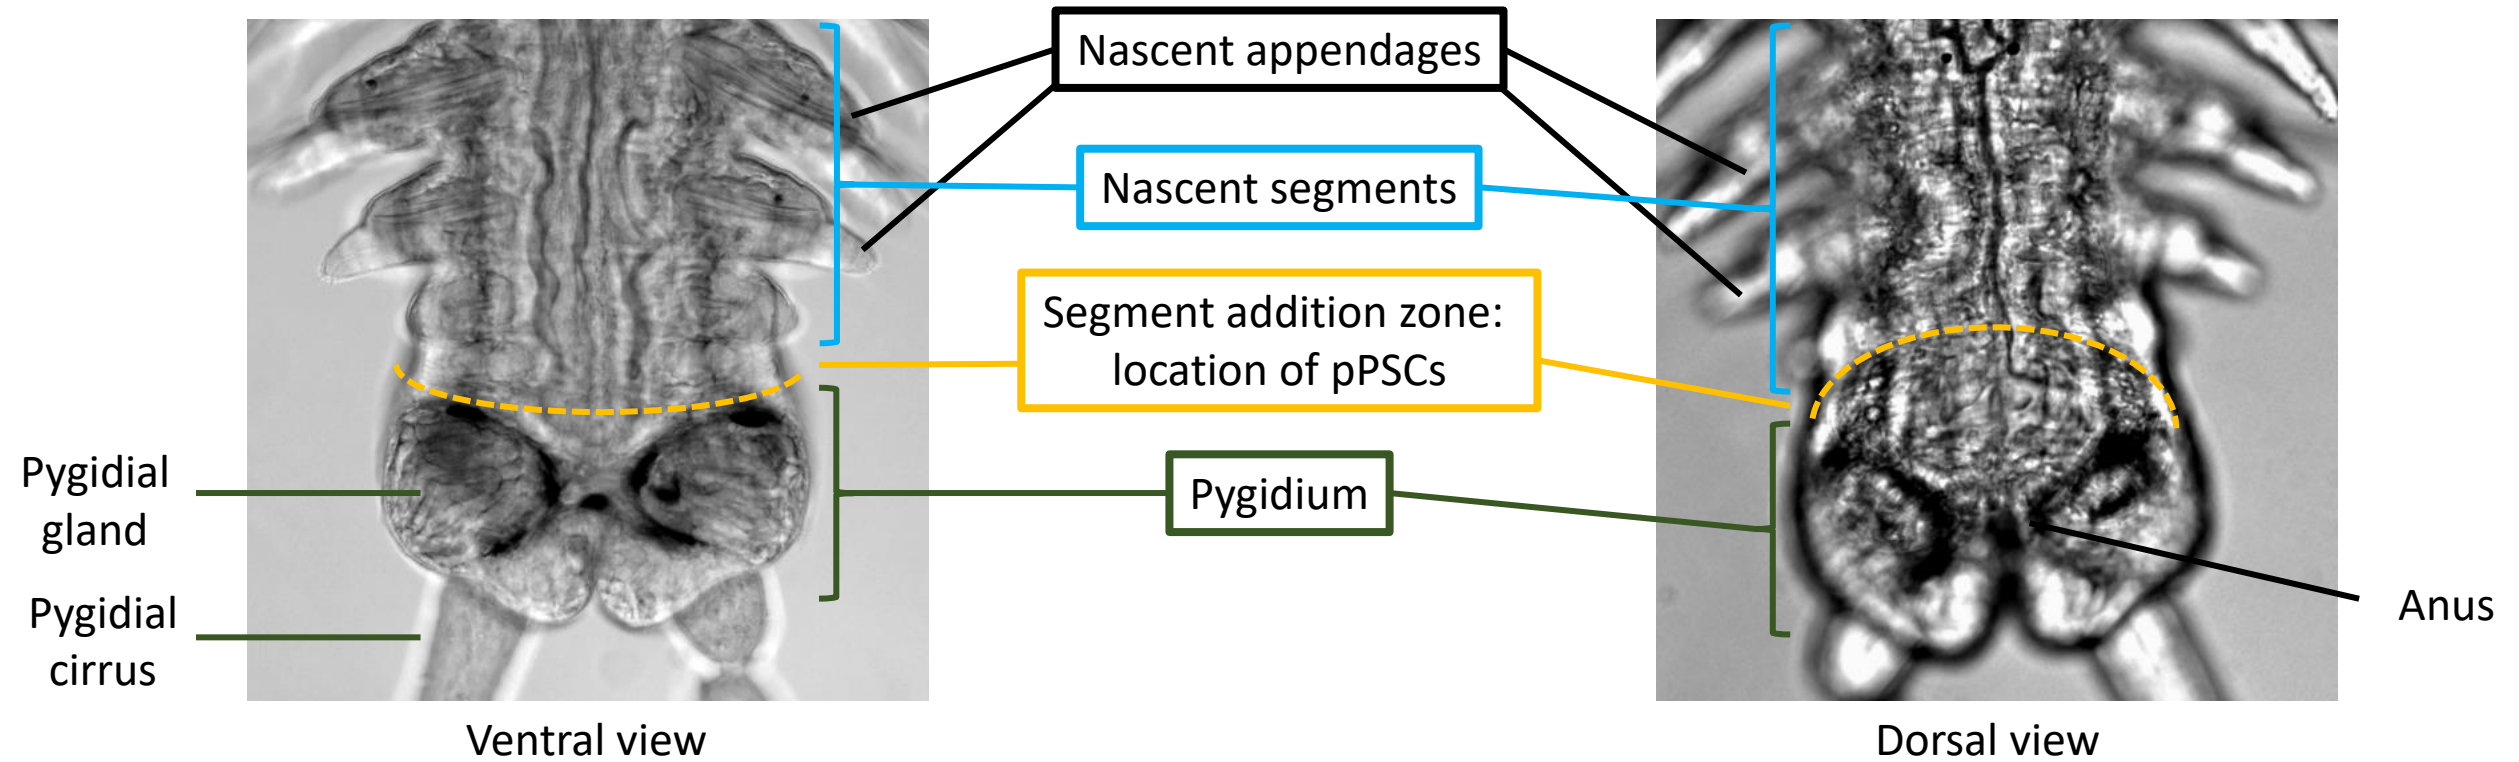 Nascent appendages
Nascent segments
Segment addition zone:
location of pPSCs
Pygidium
Pygidial
gland
Pygidial
cirrus
Anus
Ventral view
Dorsal view